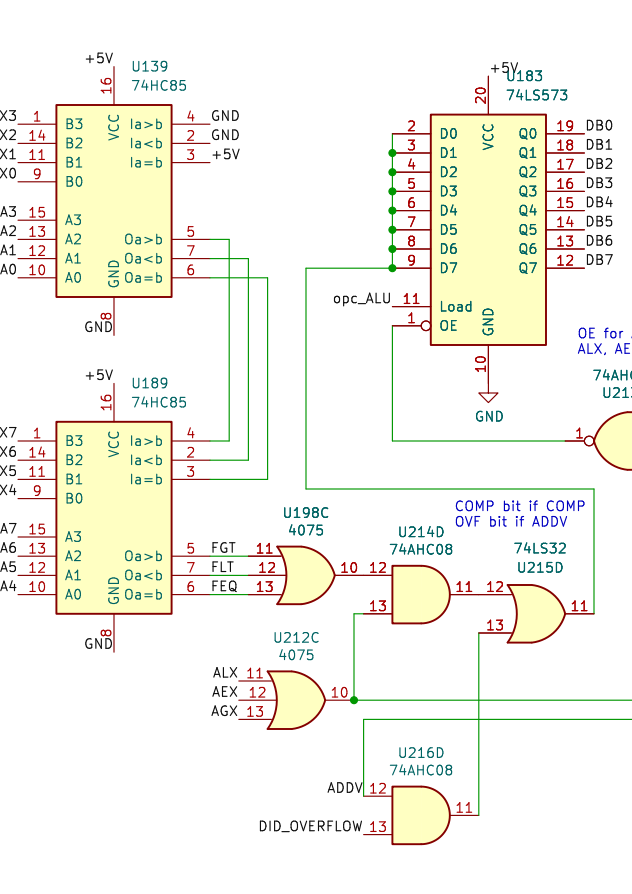 +5V
U139
74HC85
16
VCC
X3 1 B3 Ia>b 4 GND
X2 14 B2 Ia<b 2 GND
X1 11 B1 Ia=b 3 +5V
X0 9 B0
A3 15 A3
A2 13 A2 Oa>b 5
A1 12 A1 Oa<b 7
A0 10 A0 Oa=b 6
GND
8
GND
+5V
U183
74LS573
20
VCC
2 D0 Q0 19 DB0
3 D1 Q1 18 DB1
4 D2 Q2 17 DB2
5 D3 Q3 16 DB3
6 D4 Q4 15 DB4
7 D5 Q5 14 DB5
8 D6 Q6 13 DB6
9 D7 Q7 12 DB7
opc_ALU 11 Load
1 OE
GND
10
GND
OE for
ALX, AE
74AHC
1
+5V
U189
74HC85
16
VCC
X7 1 B3 Ia>b 4
X6 14 B2 Ia<b 2
X5 11 B1 Ia=b 3
X4 9 B0
A7 15 A3
A6 13 A2 Oa>b 5 FGT
A5 12 A1 Oa<b 7 FLT
A4 10 A0 Oa=b 6 FEQ
GND
8
GND
U198C
4075
11
12
13
10
COMP bit if COMP
OVF bit if ADDV
U214D
74AHC08
12
13
11
74LS32
U215D
12
13
11
U212C
4075
ALX 11
AEX 12
AGX 13
10
U216D
74AHC08
ADDV 12
DID_OVERFLOW 13
11